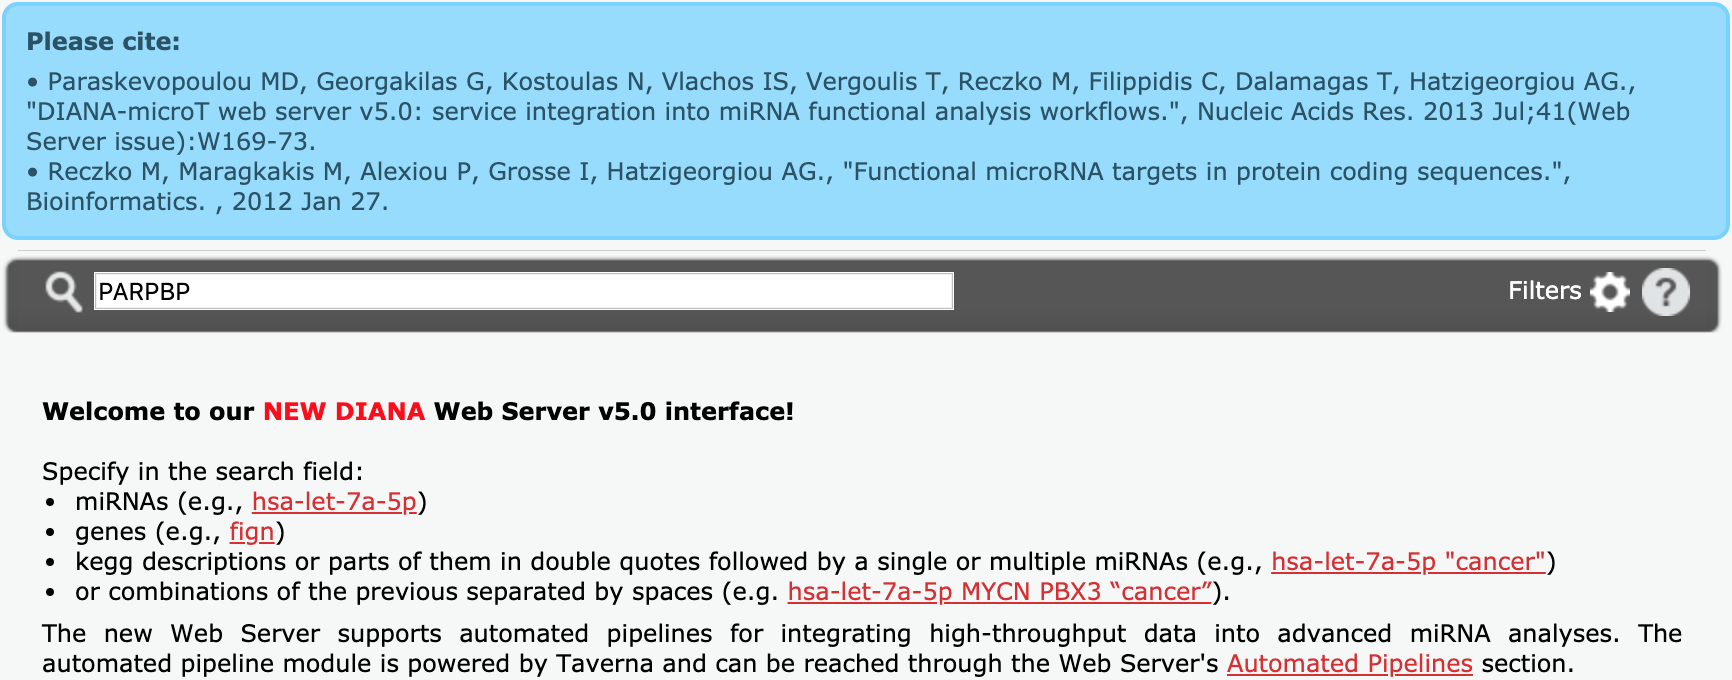 Please cite:
• Paraskevopoulou MD, Georgakilas G, Kostoulas N, Vlachos IS, Vergoulis T, Reczko M, Filippidis C, Dalamagas T, Hatzigeorgiou AG.,
"DIANA-microT web server v5.0: service integration into miRNA functional analysis workflows.", Nucleic Acids Res. 2013 Jul;41(Web
Server issue):W169-73.
• Reczko M, Maragkakis M, Alexiou P, Grosse I, Hatzigeorgiou AG., "Functional microRNA targets in protein coding sequences.",
Bioinformatics. , 2012 Jan 27.
PARPBP Filters ?
Welcome to our NEW DIANA Web Server v5.0 interface!
Specify in the search field:
• miRNAs (e.g., hsa-let-7a-5p)
• genes (e.g., fign)
• kegg descriptions or parts of them in double quotes followed by a single or multiple miRNAs (e.g., hsa-let-7a-5p "cancer")
• or combinations of the previous separated by spaces (e.g. hsa-let-7a-5p MYCN PBX3 “cancer”).
The new Web Server supports automated pipelines for integrating high-throughput data into advanced miRNA analyses. The
automated pipeline module is powered by Taverna and can be reached through the Web Server's Automated Pipelines section.